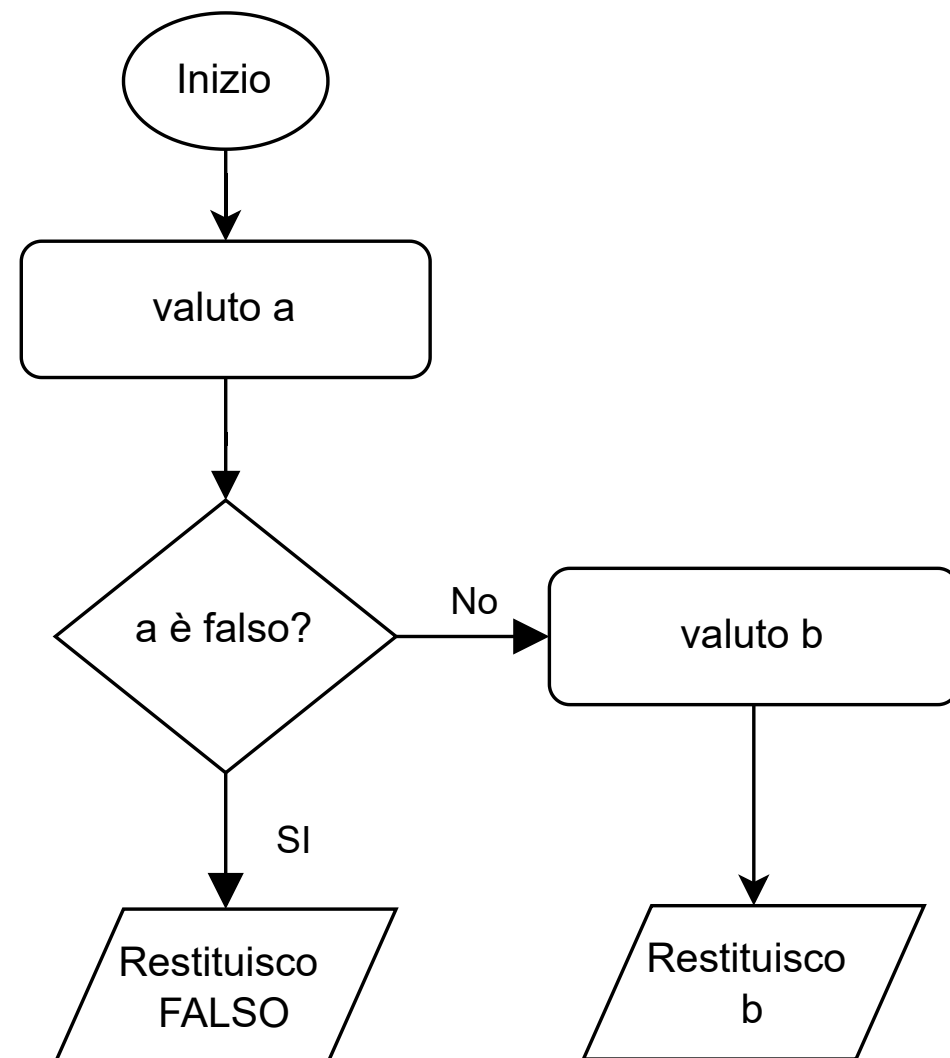 Inizio
valuto a
a è falso?
No
valuto b
SI
Restituisco
FALSO
Restituisco
b